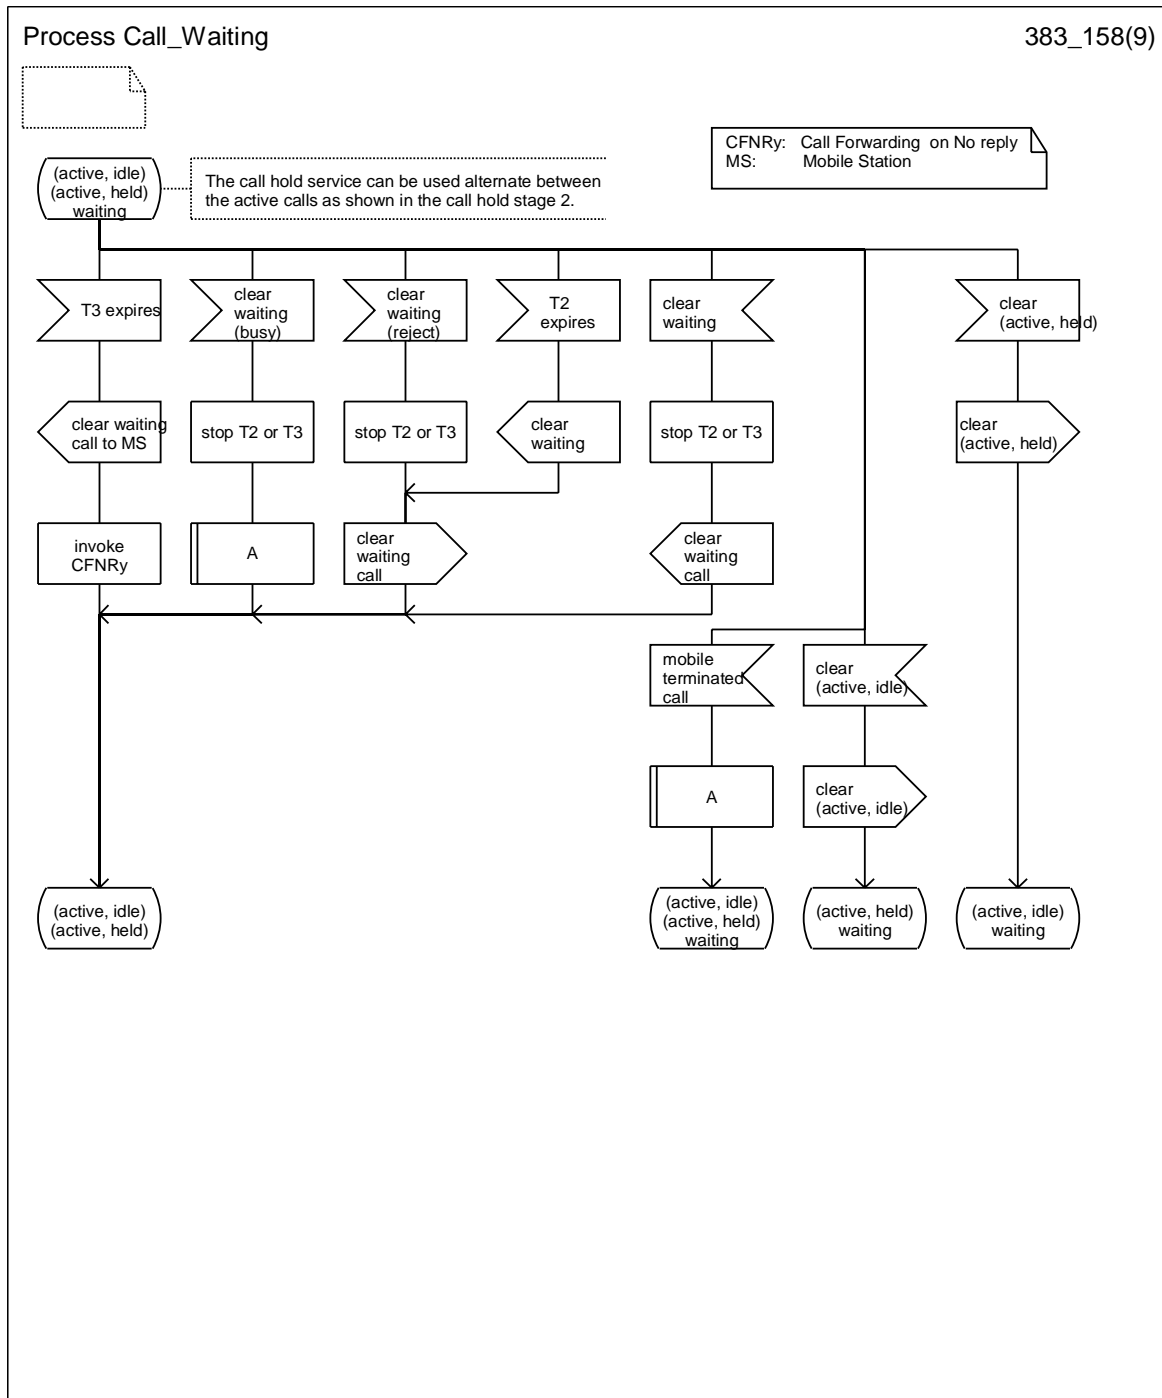 Process Call_Waiting
383_158(9)
CFNRy: Call Forwarding on No reply
MS: Mobile Station
(active, idle)
(active, held)
waiting
The call hold service can be used alternate between
the active calls as shown in the call hold stage 2.
T3 expires
clear
waiting
(busy)
clear
waiting
(reject)
T2
expires
clear
waiting
clear
(active, held)
clear waiting
call to MS
stop T2 or T3
stop T2 or T3
clear
waiting
stop T2 or T3
clear
(active, held)
invoke
CFNRy
A
clear
waiting
call
clear
waiting
call
mobile
terminated
call
clear
(active, idle)
A
clear
(active, idle)
(active, idle)
(active, held)
(active, idle)
(active, held)
waiting
(active, held)
waiting
(active, idle)
waiting